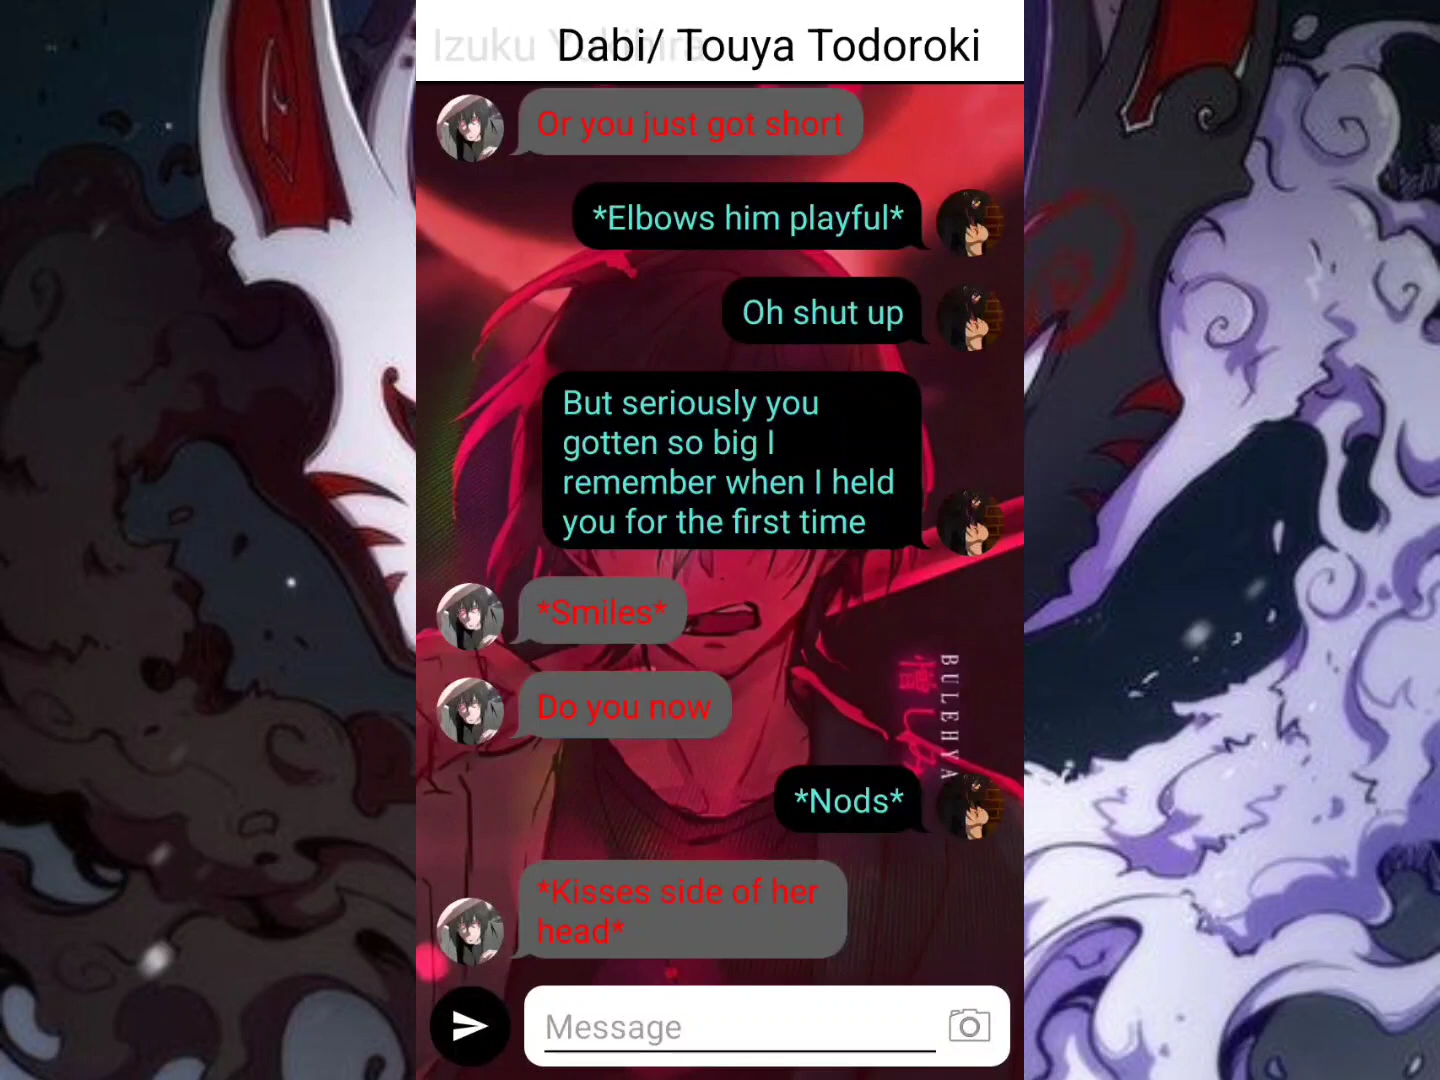 Dabi/ Touya Todoroki
Izuku
Or you just got short
*Elbows him playful*
Oh shut up
But seriously you
gotten so big I
remember when I held
you for the first time
*Smiles*
Do you now
BULEHYA
*Nods*
*Kisses side of her
head*
Message